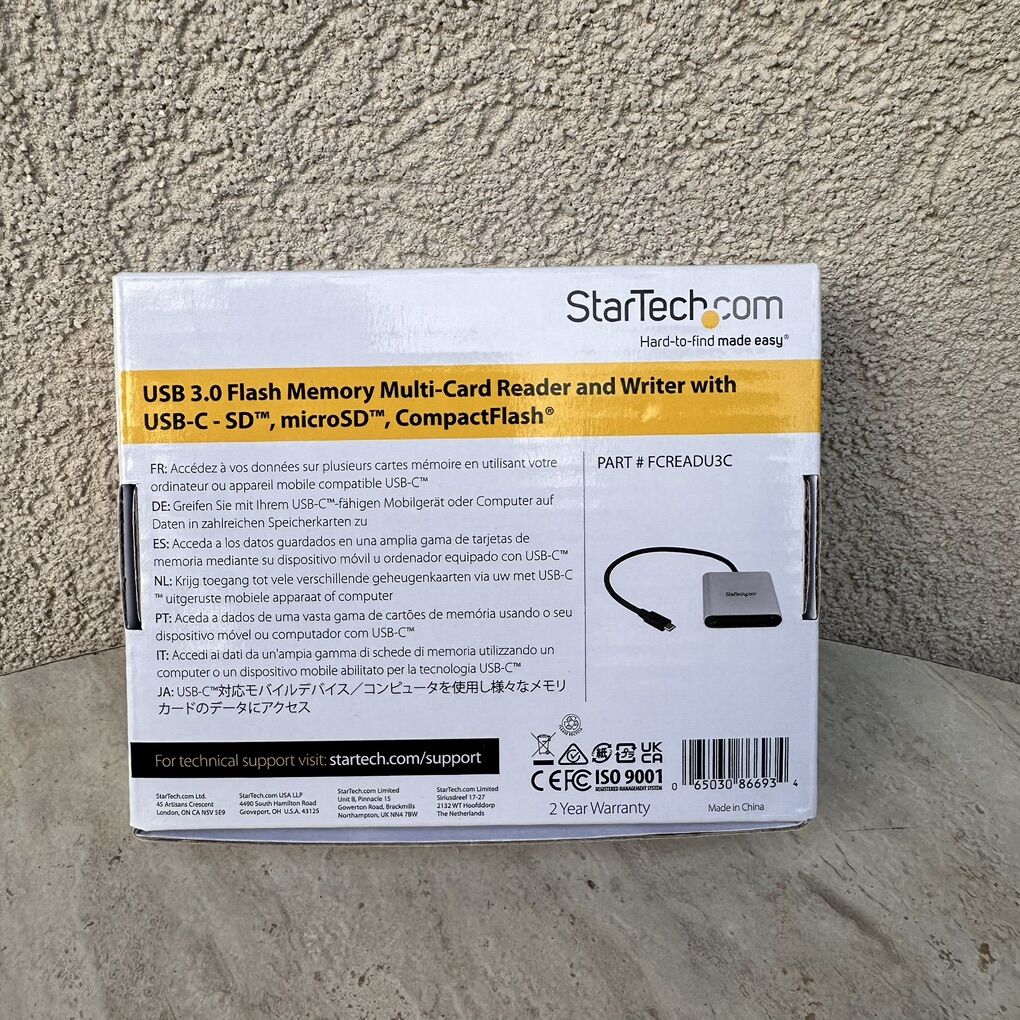 StarTech.com
Hard-to-find made easy®
USB 3.0 Flash Memory Multi-Card Reader and Writer with
USB-C - SD™, microSD™, CompactFlash®
FR: Accédez à vos données sur plusieurs cartes mémoire en utilisant votre
ordinateur ou appareil mobile compatible USB-C™
DE: Greifen Sie mit Ihrem USB-C™-fähigen Mobilgerät oder Computer auf
Daten in zahlreichen Speicherkarten zu
ES: Acceda a los datos guardados en una amplia gama de tarjetas de
memoria mediante su dispositivo móvil u ordenador equipado con USB-C™
NL: Krijg toegang tot vele verschillende geheugenkaarten via uw met USB-C
™ uitgeruste mobiele apparaat of computer
PT: Aceda a dados de uma vasta gama de cartões de memória usando o seu
dispositivo móvel ou computador com USB-C™
IT: Accedi ai dati da un'ampia gamma di schede di memoria utilizzando un
computer o un dispositivo mobile abilitato per la tecnologia USB-C™
JA: USB-C™対応モバイルデバイス／コンピュータを使用し様々なメモリ
カードのデータにアクセス
PART # FCREADU3C
StarTech.com
For technical support visit: startech.com/support
StarTech.com Ltd.
45 Artisans Crescent
London, ON CA N5V 5E9
StarTech.com USA LLP
4490 South Hamilton Road
Groveport, OH U.S.A. 43125
StarTech.com Limited
Unit B, Pinnacle 15
Gowerton Road, Brackmills
Northampton, UK NN4 7BW
StarTech.com Limited
Siriusdreef 17-27
2132 WT Hoofddorp
The Netherlands
UK
CA
CE FC ISO 9001
REGISTERED MANAGEMENT SYSTEM
2 Year Warranty
0 65030 86693 4
Made in China